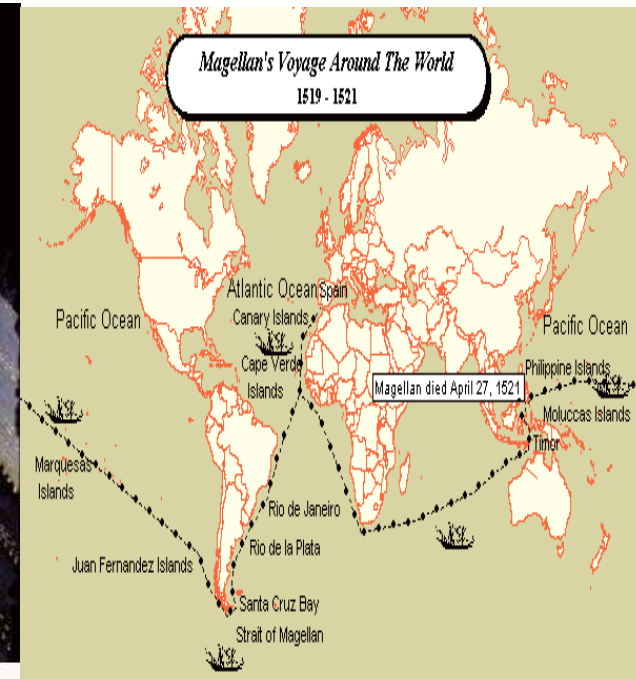 Magellan's Voyage Around The World
1519 - 1521
Atlantic Ocean
Spain
Pacific Ocean
Canary Islands
Pacific Ocean
Cape Verde
Islands
Philippine Islands
Magellan died April 27, 1521
Moluccas Islands
Timor
Marquesas
Islands
Rio de Janeiro
Rio de la Plata
Juan Fernandez Islands
Santa Cruz Bay
Strait of Magellan